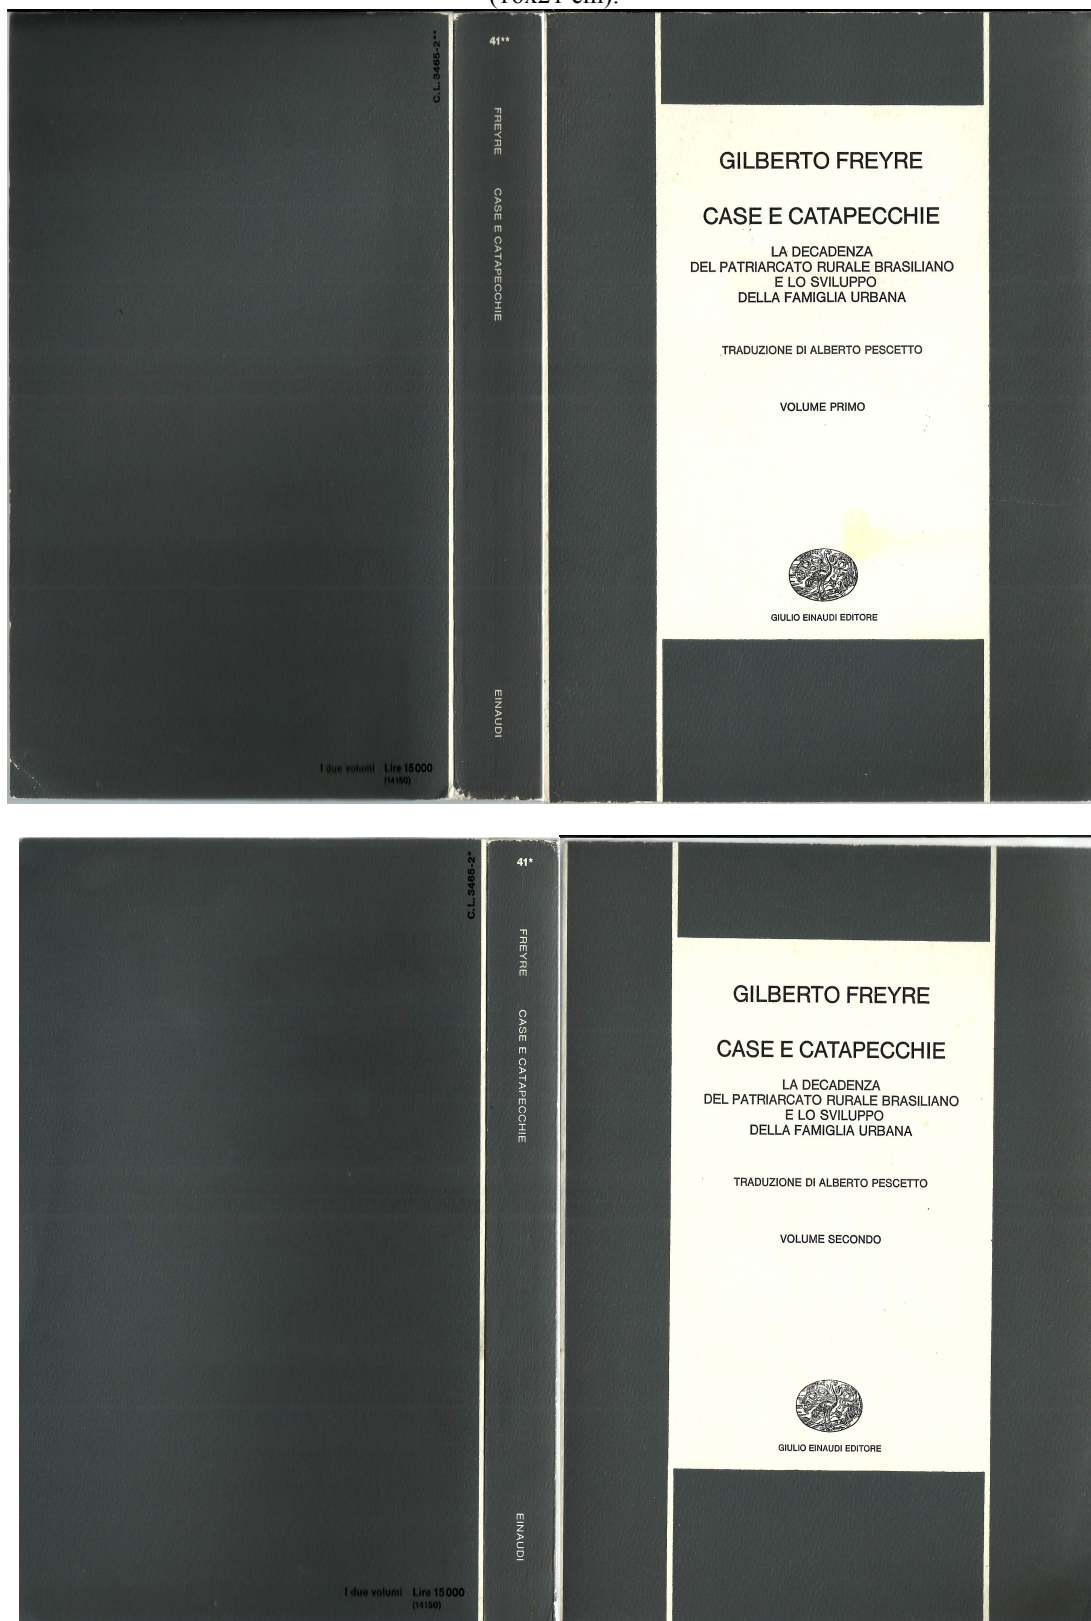 (16x21 cm).
C.L.3465-2**
41**
FREYRE CASE E CATAPECCHIE
EINAUDI
I due volumi Lire 15000
(14150)
GILBERTO FREYRE
CASE E CATAPECCHIE
LA DECADENZA
DEL PATRIARCATO RURALE BRASILIANO
E LO SVILUPPO
DELLA FAMIGLIA URBANA
TRADUZIONE DI ALBERTO PESCETTO
VOLUME PRIMO
GIULIO EINAUDI EDITORE
C.L.3465-2*
41*
FREYRE CASE E CATAPECCHIE
EINAUDI
I due volumi Lire 15000
(14150)
GILBERTO FREYRE
CASE E CATAPECCHIE
LA DECADENZA
DEL PATRIARCATO RURALE BRASILIANO
E LO SVILUPPO
DELLA FAMIGLIA URBANA
TRADUZIONE DI ALBERTO PESCETTO
VOLUME SECONDO
GIULIO EINAUDI EDITORE